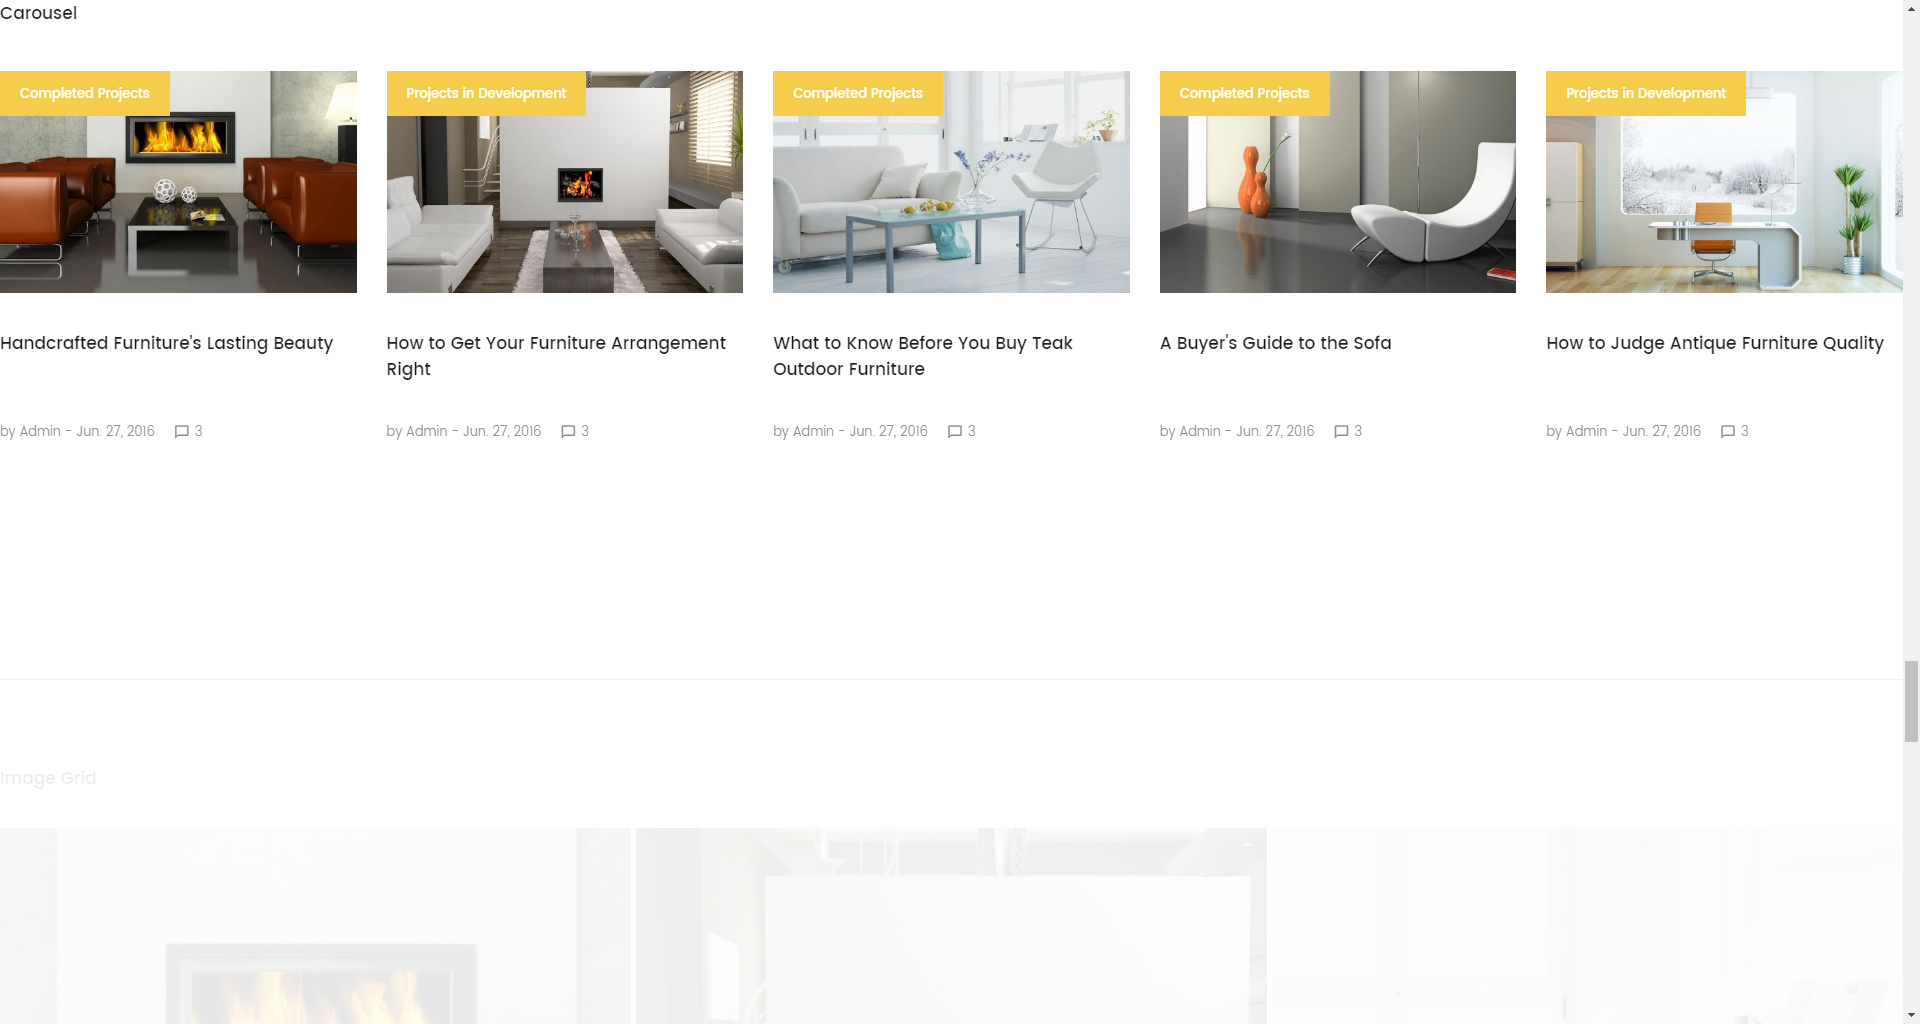 Carousel
Completed Projects
Projects in Development
Completed Projects
Completed Projects
Projects in Development
Handcrafted Furniture’s Lasting Beauty
How to Get Your Furniture Arrangement
Right
What to Know Before You Buy Teak
Outdoor Furniture
A Buyer's Guide to the Sofa
How to Judge Antique Furniture Quality
by Admin - Jun. 27, 2016 3
by Admin - Jun. 27, 2016 3
by Admin - Jun. 27, 2016 3
by Admin - Jun. 27, 2016 3
by Admin - Jun. 27, 2016 3
Image Grid